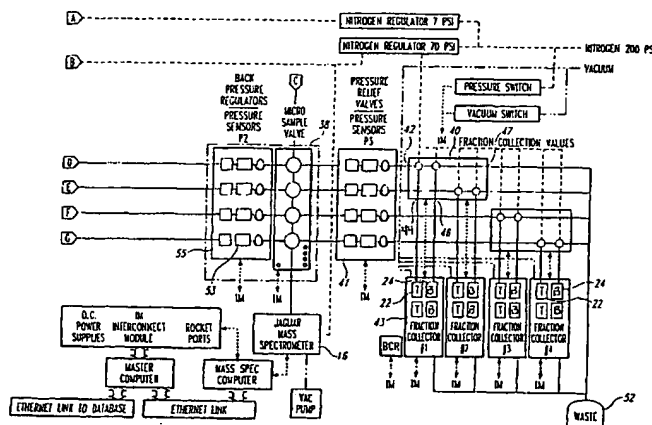 A
NITROGEN REGULATOR 7 PSI
B
NITROGEN REGULATOR 70 PSI
NITROGEN 200 PSI
VACUUM
BACK
PRESSURE
REGULATORS
PRESSURE
SENSORS
P2
C
MICRO
SAMPLE
VALVE
38
PRESSURE
RELIEF
VALVES
PRESSURE
SENSORS
P3
PRESSURE SWITCH
VACUUM SWITCH
IM
42
40
47
FRACTION COLLECTION VALUES
D
E
F
G
44
46
55
53
IM
IM
41
IM
24
22
43
T
B
T
B
T
B
T
B
24
22
FRACTION
COLLECTOR
#1
FRACTION
COLLECTOR
#2
FRACTION
COLLECTOR
#3
FRACTION
COLLECTOR
#4
BCR
IM
IM
IM
IM
IM
D.C.
POWER
SUPPLIES
IM
INTERCONNECT
MODULE
ROCKET
PORTS
JAGUAR
MASS
SPECTROMETER
16
MASTER
COMPUTER
MASS SPEC
COMPUTER
VAC
PUMP
ETHERNET LINK TO DATABASE
ETHERNET LINK
52
WASTE